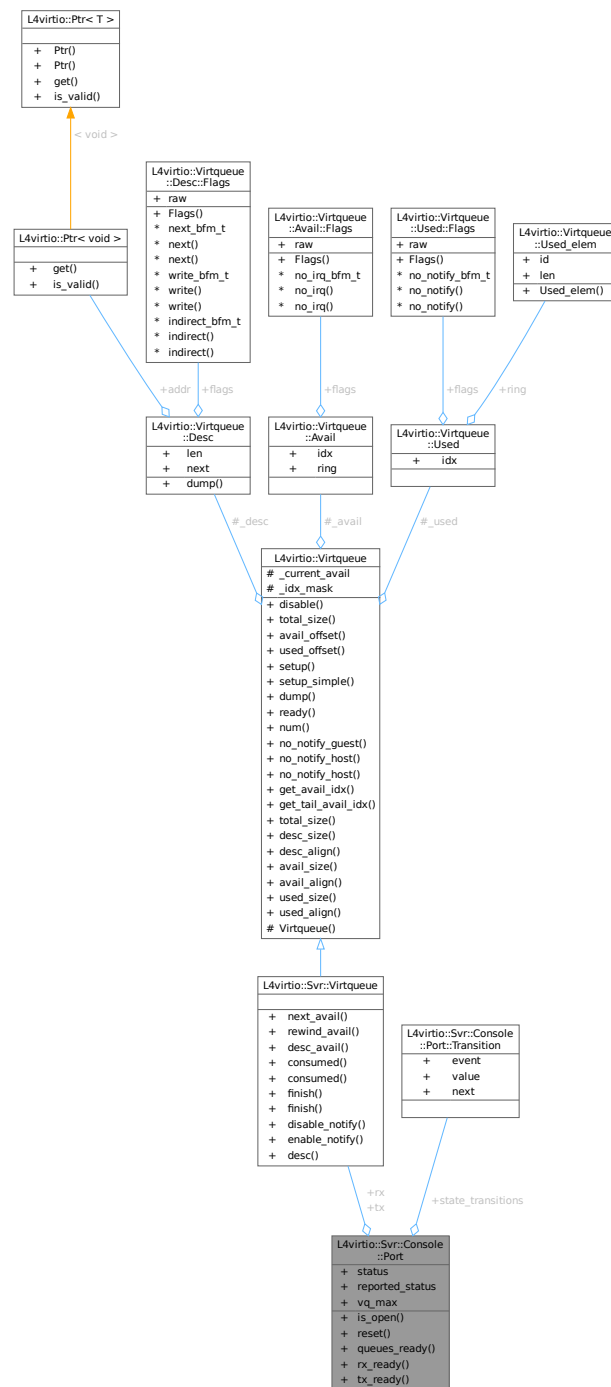 L4virtio::Ptr< T >
+ Ptr()
+ Ptr()
+ get()
+ is_valid()
< void >
L4virtio::Ptr< void >
+ get()
+ is_valid()
L4virtio::Virtqueue
::Desc::Flags
+ raw
+ Flags()
* next_bfm_t
* next()
* next()
* write_bfm_t
* write()
* write()
* indirect_bfm_t
* indirect()
* indirect()
L4virtio::Virtqueue
::Avail::Flags
+ raw
+ Flags()
* no_irq_bfm_t
* no_irq()
* no_irq()
L4virtio::Virtqueue
::Used::Flags
+ raw
+ Flags()
* no_notify_bfm_t
* no_notify()
* no_notify()
L4virtio::Virtqueue
::Used_elem
+ id
+ len
+ Used_elem()
+addr
+flags
+flags
+flags
+ring
L4virtio::Virtqueue
::Desc
+ len
+ next
+ dump()
L4virtio::Virtqueue
::Avail
+ idx
+ ring
L4virtio::Virtqueue
::Used
+ idx
#_desc
#_avail
#_used
L4virtio::Virtqueue
# _current_avail
# _idx_mask
+ disable()
+ total_size()
+ avail_offset()
+ used_offset()
+ setup()
+ setup_simple()
+ dump()
+ ready()
+ num()
+ no_notify_guest()
+ no_notify_host()
+ no_notify_host()
+ get_avail_idx()
+ get_tail_avail_idx()
+ total_size()
+ desc_size()
+ desc_align()
+ avail_size()
+ avail_align()
+ used_size()
+ used_align()
# Virtqueue()
L4virtio::Svr::Virtqueue
+ next_avail()
+ rewind_avail()
+ desc_avail()
+ consumed()
+ consumed()
+ finish()
+ finish()
+ disable_notify()
+ enable_notify()
+ desc()
L4virtio::Svr::Console
::Port::Transition
+ event
+ value
+ next
+rx
+tx
+state_transitions
L4virtio::Svr::Console
::Port
+ status
+ reported_status
+ vq_max
+ is_open()
+ reset()
+ queues_ready()
+ rx_ready()
+ tx_ready()